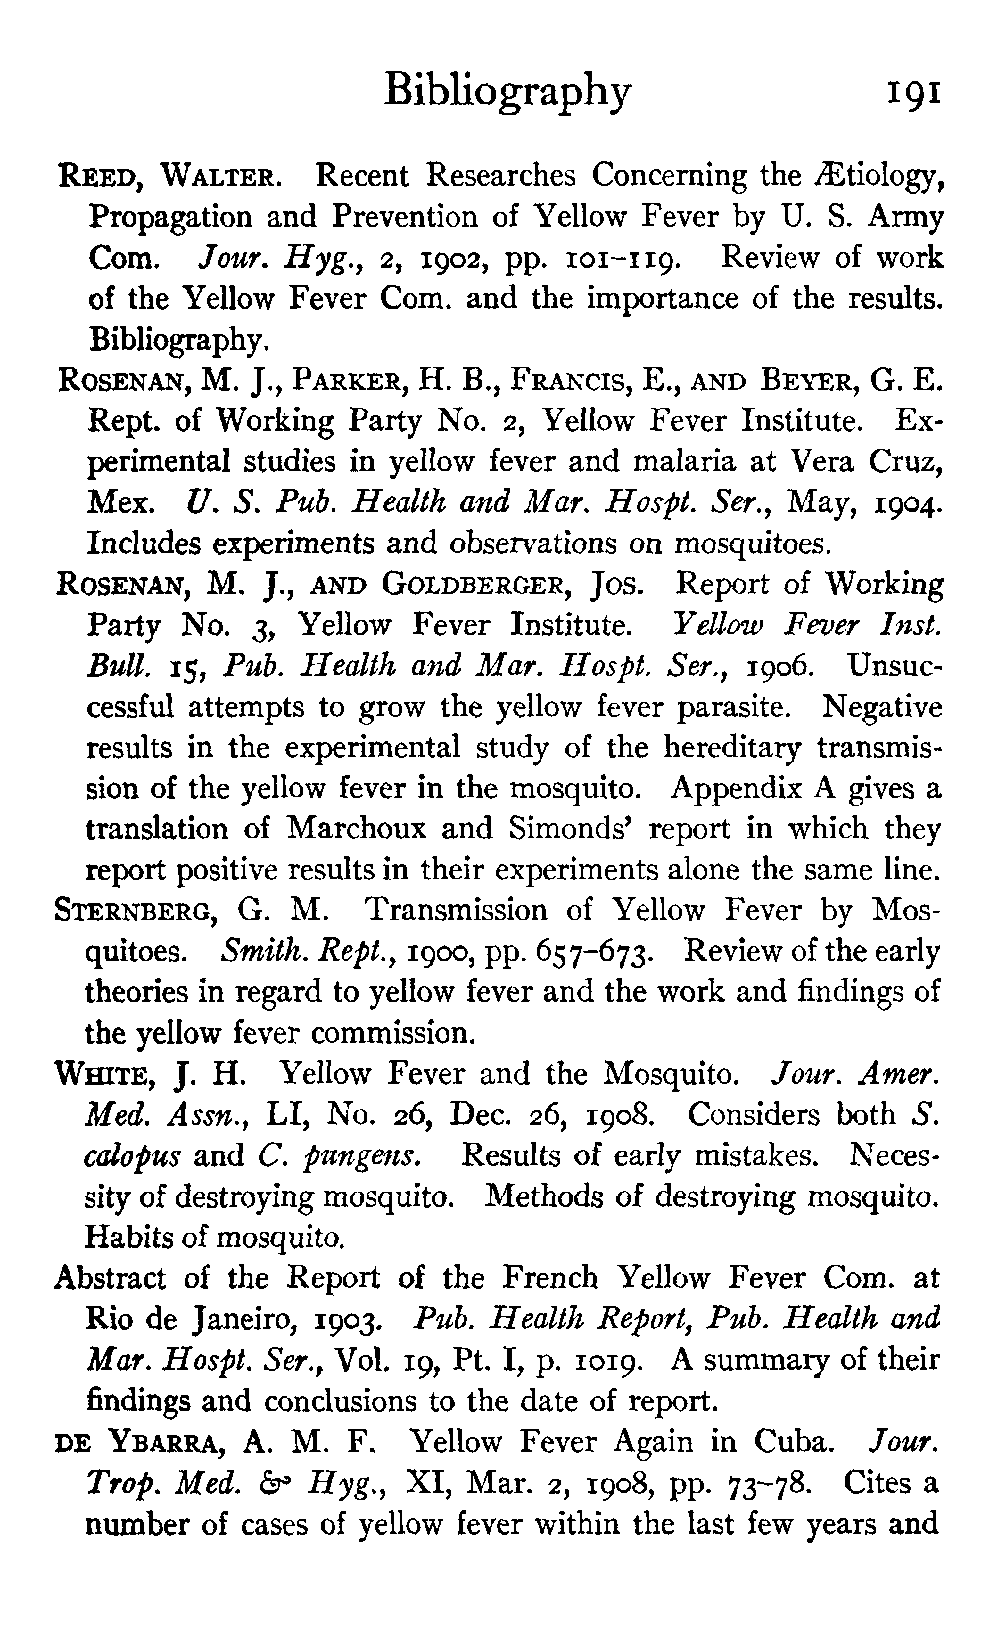 Bibliography 191
REED, WALTER. Recent Researches Concerning the Ætiology,
Propagation and Prevention of Yellow Fever by U. S. Army
Com. Jour. Hyg., 2, 1902, pp. 101–119. Review of work
of the Yellow Fever Com. and the importance of the results.
Bibliography.
ROSENAN, M. J., PARKER, H. B., FRANCIS, E., AND BEYER, G. E.
Rept. of Working Party No. 2, Yellow Fever Institute. Ex-
perimental studies in yellow fever and malaria at Vera Cruz,
Mex. U. S. Pub. Health and Mar. Hospt. Ser., May, 1904.
Includes experiments and observations on mosquitoes.
ROSENAN, M. J., AND GOLDBERGER, JOS. Report of Working
Party No. 3, Yellow Fever Institute. Yellow Fever Inst.
Bull. 15, Pub. Health and Mar. Hospt. Ser., 1906. Unsuc-
cessful attempts to grow the yellow fever parasite. Negative
results in the experimental study of the hereditary transmis-
sion of the yellow fever in the mosquito. Appendix A gives a
translation of Marchoux and Simonds' report in which they
report positive results in their experiments alone the same line.
STERNBERG, G. M. Transmission of Yellow Fever by Mos-
quitoes. Smith. Rept., 1900, pp. 657–673. Review of the early
theories in regard to yellow fever and the work and findings of
the yellow fever commission.
WHITE, J. H. Yellow Fever and the Mosquito. Jour. Amer.
Med. Assn., LI, No. 26, Dec. 26, 1908. Considers both S.
calopus and C. pungens. Results of early mistakes. Neces-
sity of destroying mosquito. Methods of destroying mosquito.
Habits of mosquito.
Abstract of the Report of the French Yellow Fever Com. at
Rio de Janeiro, 1903. Pub. Health Report, Pub. Health and
Mar. Hospt. Ser., Vol. 19, Pt. I, p. 1019. A summary of their
findings and conclusions to the date of report.
DE YBARRA, A. M. F. Yellow Fever Again in Cuba. Jour.
Trop. Med. & Hyg., XI, Mar. 2, 1908, pp. 73–78. Cites a
number of cases of yellow fever within the last few years and